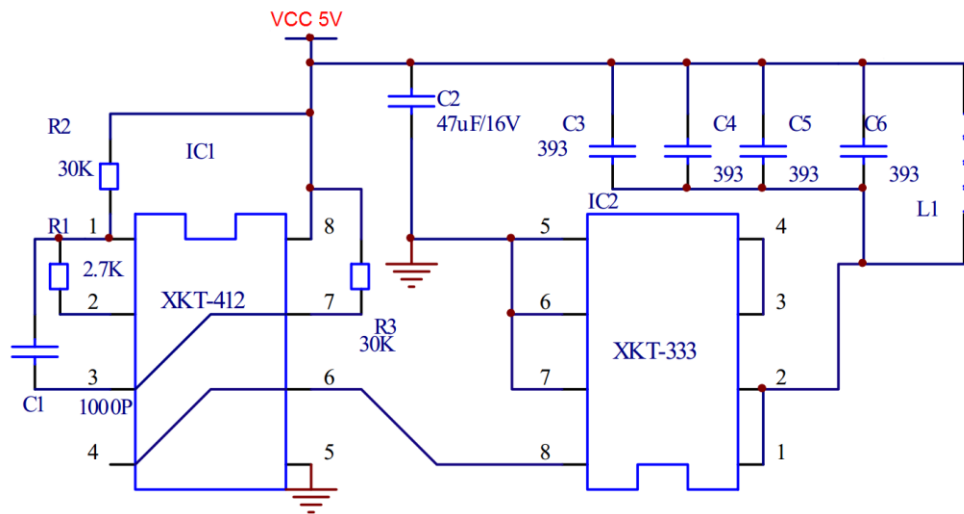 VCC 5V
R2
30K
IC1
C2
47uF/16V
C3
393
C4
393
C5
393
C6
393
L1
R1
2.7K
1
2
3
4
8
7
6
5
XKT-412
R3
30K
C1
1000P
IC2
5
6
7
8
4
3
2
1
XKT-333